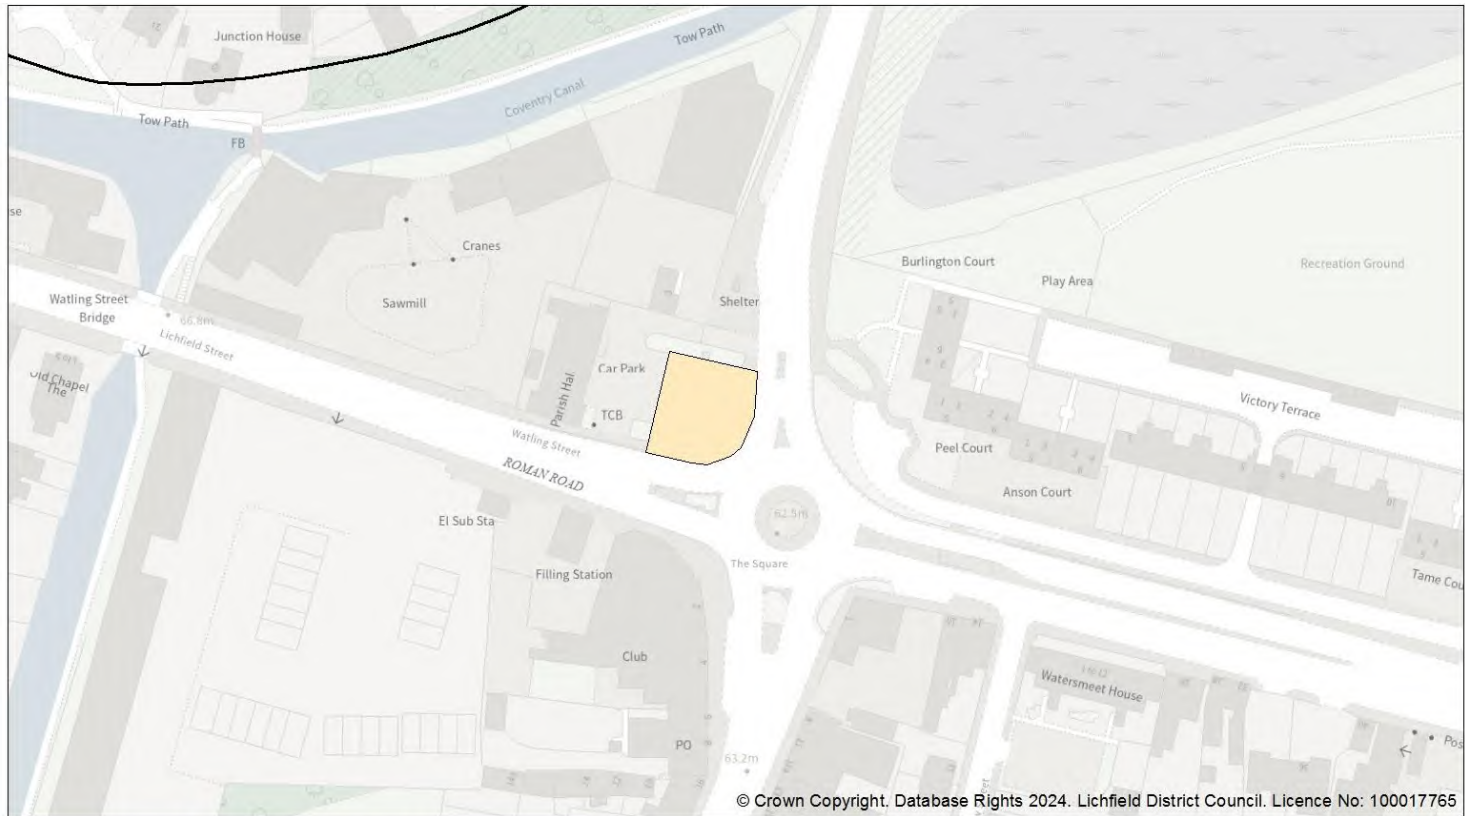 Junction House
Tow Path
Coventry Canal
Tow Path
FB
se
Cranes
Sawmill
Shelter
Burlington Court
Play Area
Recreation Ground
Watling Street
Bridge
66.8m
Lichfield Street
Old Chapel
The
Car Park
Parish Hal
TCB
Watling Street
ROMAN ROAD
Victory Terrace
Peel Court
Anson Court
El Sub Sta
62.5m
The Square
Filling Station
Tame Cou
Club
Watersmeet House
PO
63.2m
Pos
© Crown Copyright. Database Rights 2024. Lichfield District Council. Licence No: 100017765